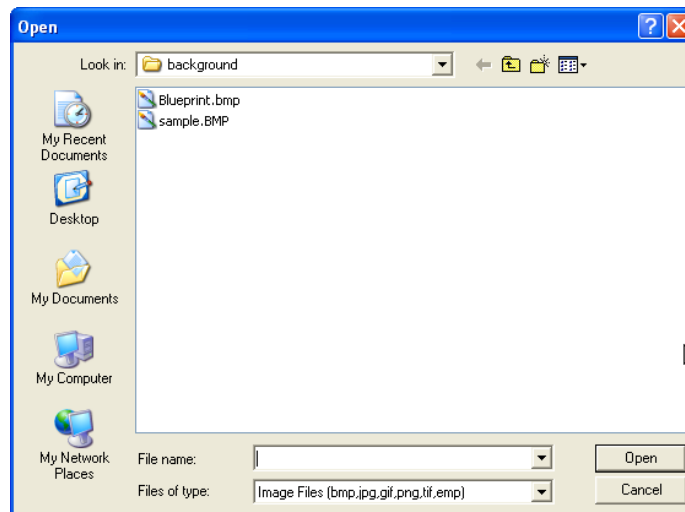 Open
Look in: background
Blueprint.bmp
sample.BMP
My Recent
Documents
Desktop
My Documents
My Computer
My Network
Places
File name:
Open
Files of type: Image Files (bmp,jpg,gif,png,tif,emp)
Cancel